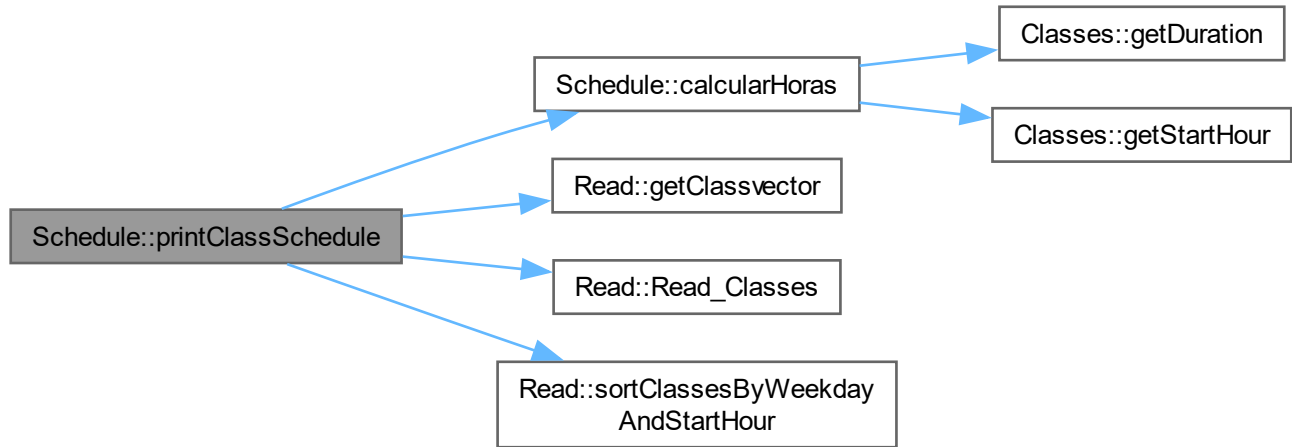 Classes::getDuration
Schedule::calcularHoras
Classes::getStartHour
Read::getClassvector
Schedule::printClassSchedule
Read::Read_Classes
Read::sortClassesByWeekday
AndStartHour